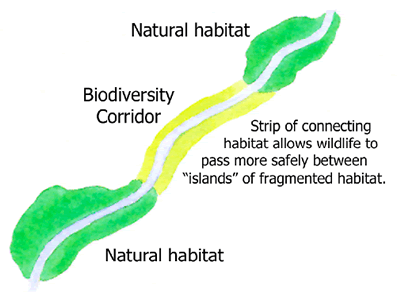 Natural habitat
Biodiversity
Corridor
Strip of connecting
habitat allows wildlife to
pass more safely between
“islands” of fragmented habitat.
Natural habitat